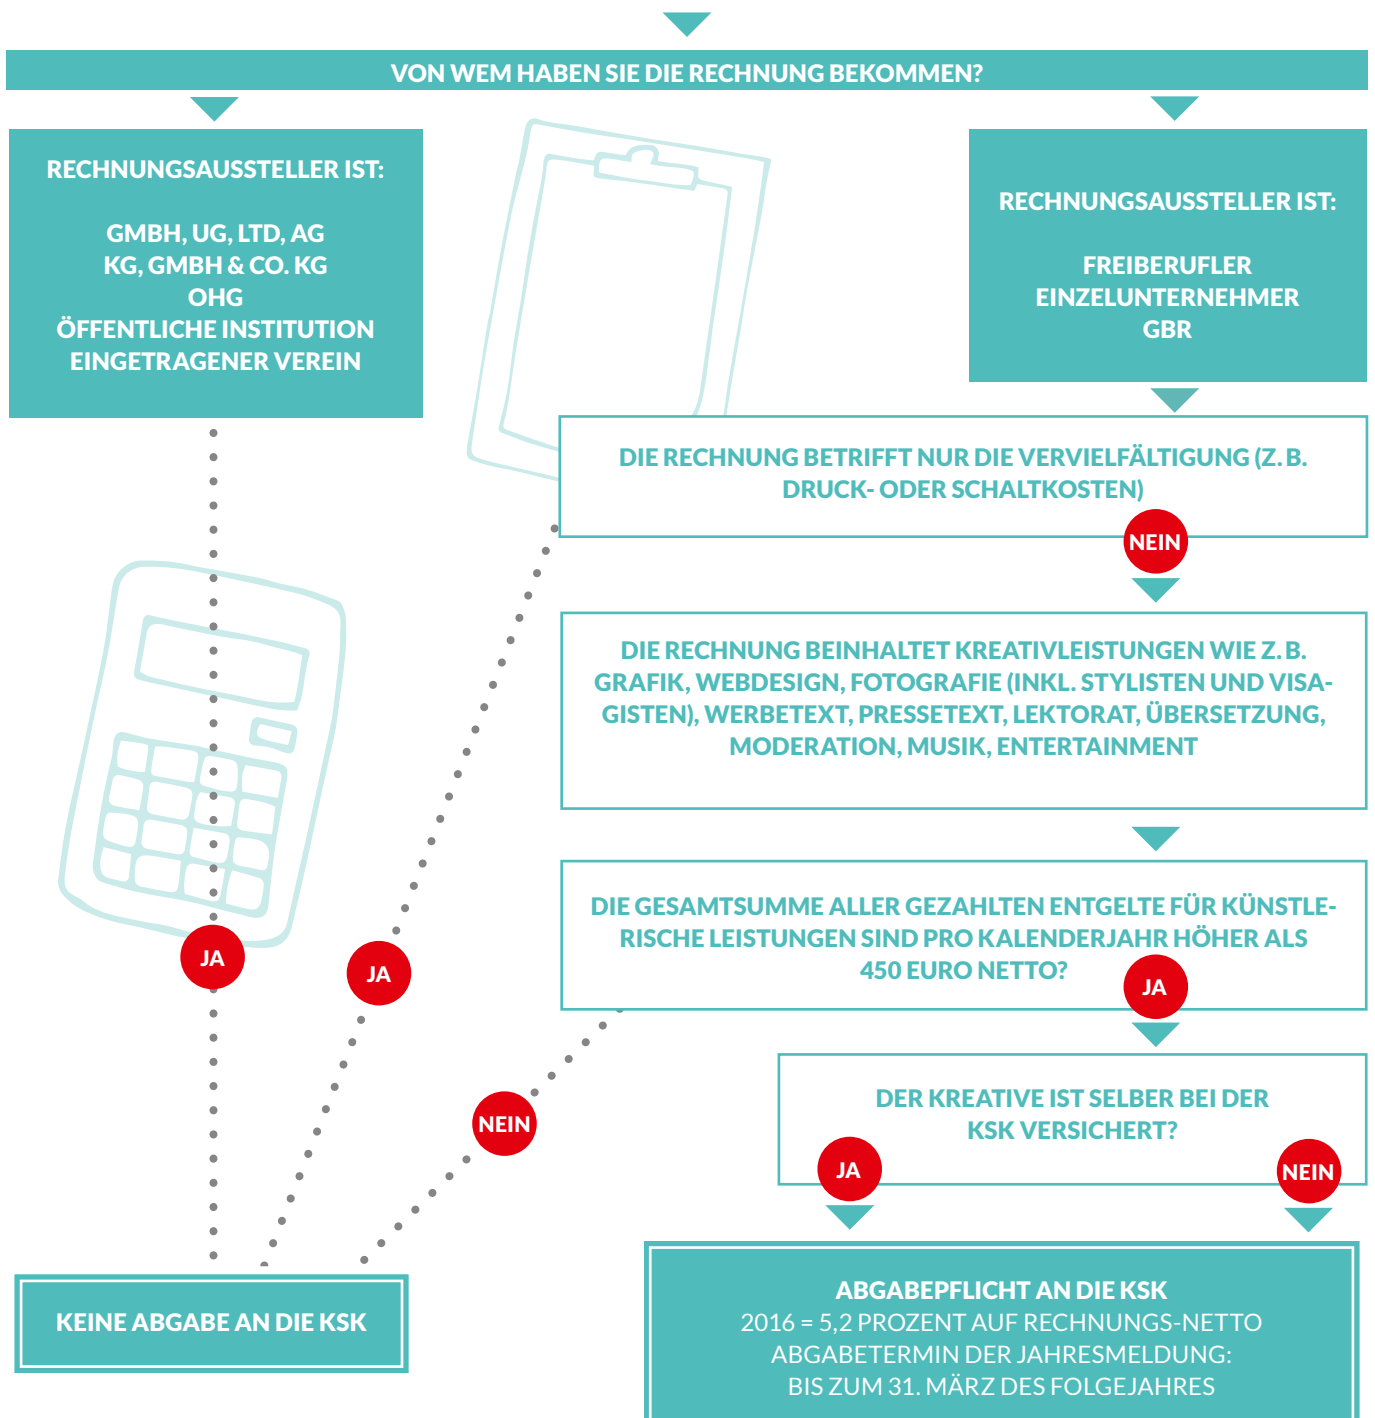 VON WEM HABEN SIE DIE RECHNUNG BEKOMMEN?
RECHNUNGSAUSSTELLER IST:
GMBH, UG, LTD, AG
KG, GMBH & CO. KG
OHG
ÖFFENTLICHE INSTITUTION
EINGETRAGENER VEREIN
RECHNUNGSAUSSTELLER IST:
FREIBERUFLER
EINZELUNTERNEHMER
GBR
DIE RECHNUNG BETRIFFT NUR DIE VERVIELFÄLTIGUNG (Z. B.
DRUCK- ODER SCHALTKOSTEN)
NEIN
DIE RECHNUNG BEINHALTET KREATIVLEISTUNGEN WIE Z. B.
GRAFIK, WEBDESIGN, FOTOGRAFIE (INKL. STYLISTEN UND VISA-
GISTEN), WERBETEXT, PRESSETEXT, LEKTORAT, ÜBERSETZUNG,
MODERATION, MUSIK, ENTERTAINMENT
DIE GESAMTSUMME ALLER GEZAHLTEN ENTGELTE FÜR KÜNSTLE-
RISCHE LEISTUNGEN SIND PRO KALENDERJAHR HÖHER ALS
450 EURO NETTO?
JA
JA
JA
DER KREATIVE IST SELBER BEI DER
KSK VERSICHERT?
NEIN
JA
NEIN
KEINE ABGABE AN DIE KSK
ABGABEPFLICHT AN DIE KSK
2016 = 5,2 PROZENT AUF RECHNUNGS-NETTO
ABGABETERMIN DER JAHRESMELDUNG:
BIS ZUM 31. MÄRZ DES FOLGEJAHRES